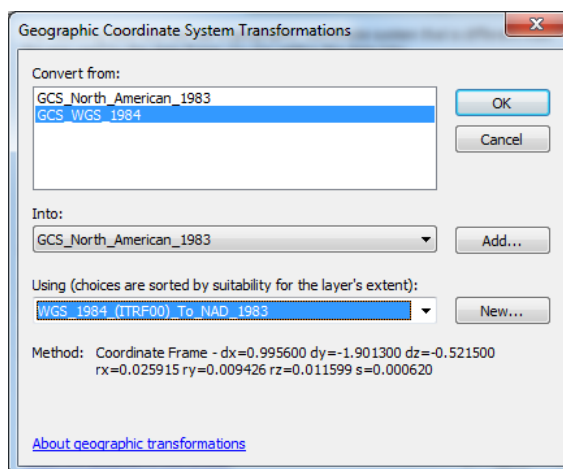 Geographic Coordinate System Transformations
Convert from:
GCS_North_American_1983
GCS_WGS_1984
OK
Cancel
Into:
GCS_North_American_1983
Add...
Using (choices are sorted by suitability for the layer's extent):
WGS_1984_(ITRF00)_To_NAD_1983
New...
Method: Coordinate Frame - dx=0.995600 dy=-1.901300 dz=-0.521500
rx=0.025915 ry=0.009426 rz=0.011599 s=0.000620
About geographic transformations